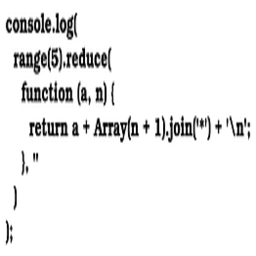 console.log(
range(5).reduce(
function (a, n) {
return a + Array(n + 1).join('*') + '\n';
}, ''
)
);